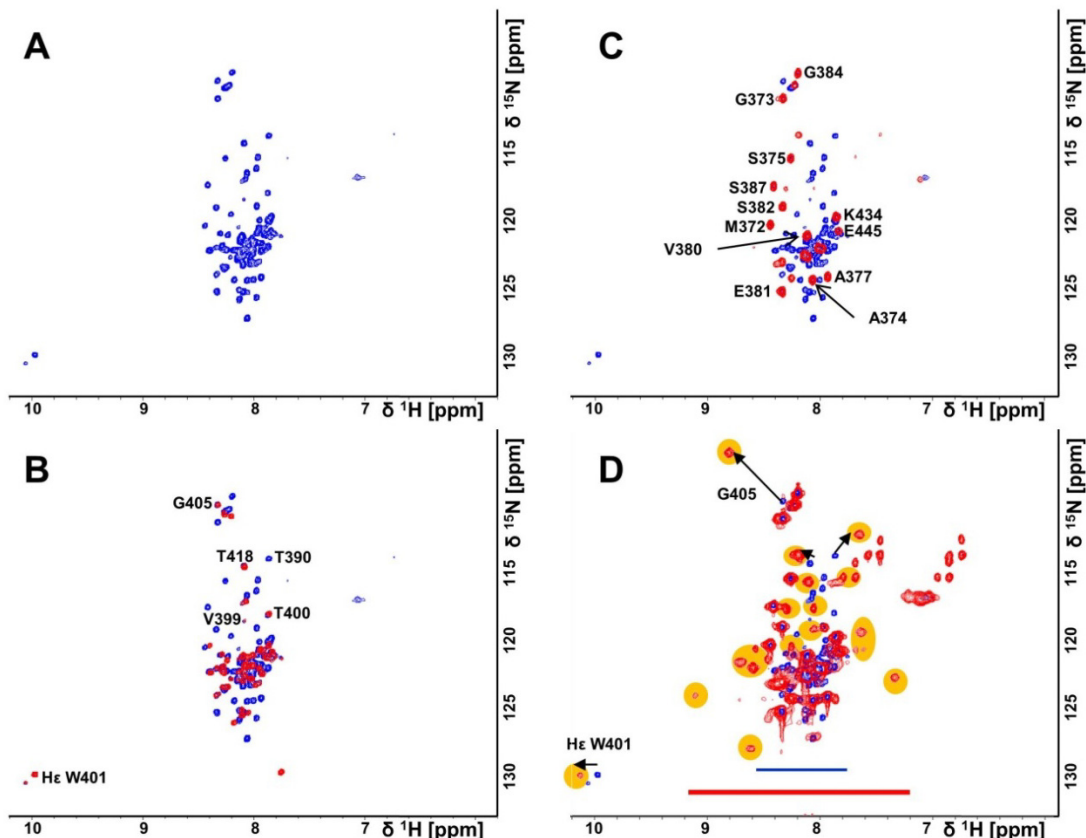 A
δ ¹⁵N [ppm]
115
120
125
130
10
9
8
7
δ ¹H [ppm]
C
G384
G373
S375
S387
S382
M372
V380
K434
E445
E381
A377
A374
δ ¹⁵N [ppm]
115
120
125
130
10
9
8
7
δ ¹H [ppm]
B
G405
T418
T390
V399
T400
Hε W401
δ ¹⁵N [ppm]
115
120
125
130
10
9
8
7
δ ¹H [ppm]
D
G405
Hε W401
δ ¹⁵N [ppm]
115
120
125
130
10
9
8
7
δ ¹H [ppm]